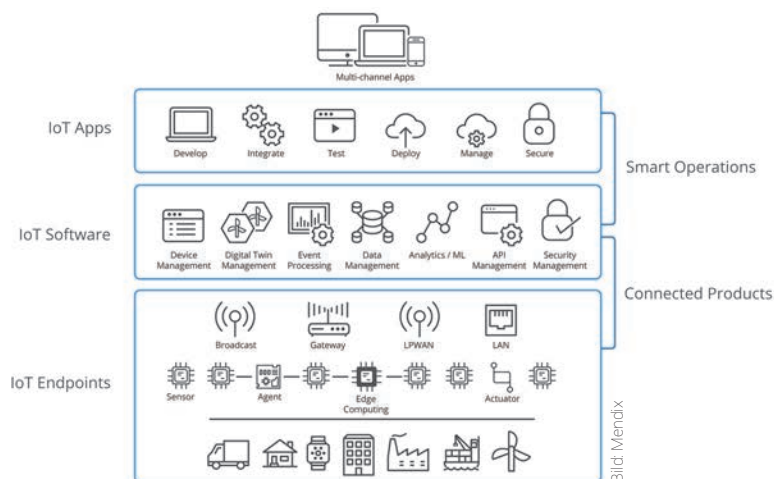 Multi-channel Apps
IoT Apps
Develop
Integrate
Test
Deploy
Manage
Secure
Smart Operations
IoT Software
Device
Management
Digital Twin
Management
Event
Processing
Data
Management
Analytics / ML
API
Management
Security
Management
Connected Products
Broadcast
Gateway
LPWAN
LAN
IoT Endpoints
Sensor
Agent
Edge
Computing
Actuator
Bild: Mendix